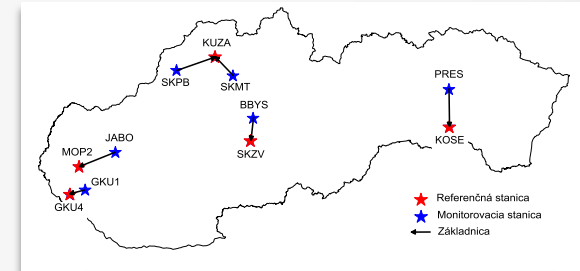 KUZA
SKPB
SKMT
PRES
BBYS
JABO
KOSE
MOP2
SKZV
GKU1
GKU4
Referenčná stanica
Monitorovacia stanica
Základnica